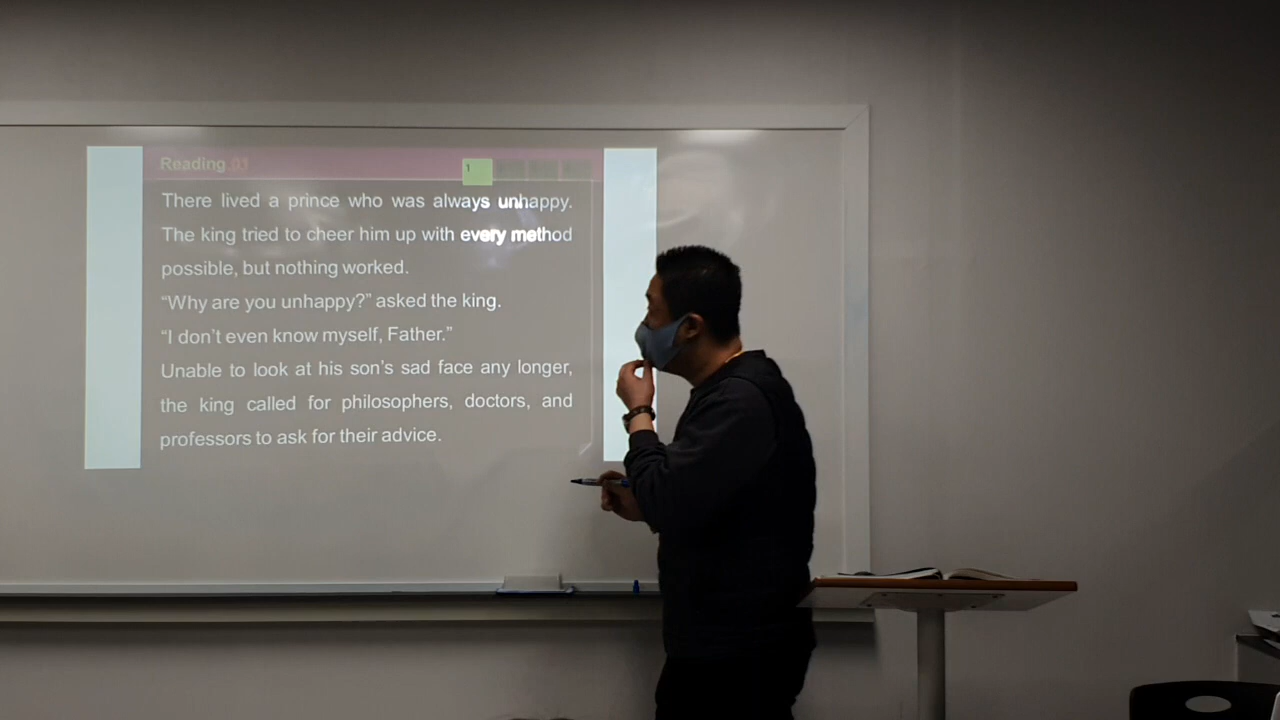 Reading 01
1
There lived a prince who was always unhappy.
The king tried to cheer him up with every method
possible, but nothing worked.
“Why are you unhappy?” asked the king.
“I don’t even know myself, Father.”
Unable to look at his son’s sad face any longer,
the king called for philosophers, doctors, and
professors to ask for their advice.